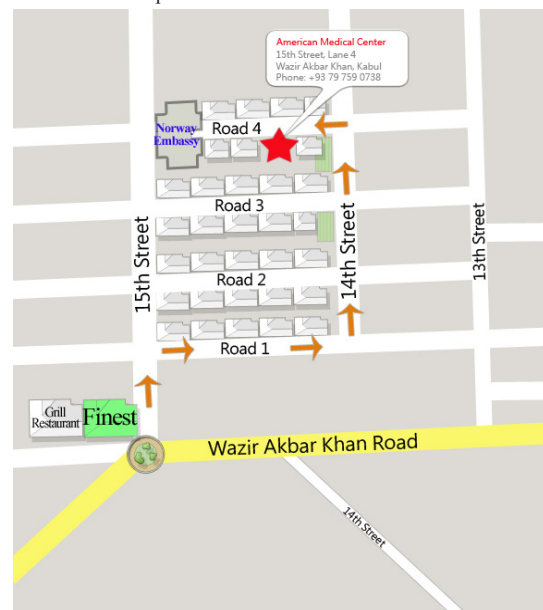 American Medical Center
15th Street, Lane 4
Wazir Akbar Khan, Kabul
Phone: +93 79 759 0738
Norway
Embassy
Road 4
Road 3
15th Street
14th Street
13th Street
Road 2
Road 1
Grill
Restaurant
Finest
Wazir Akbar Khan Road
14th Street